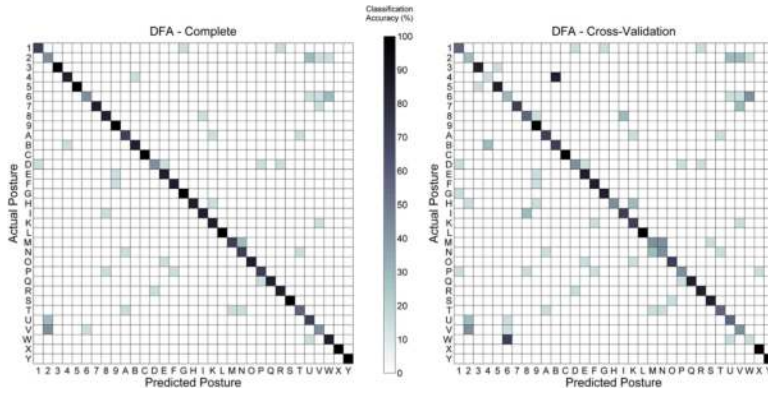 Classification
Accuracy (%)
DFA - Complete
DFA - Cross-Validation
Actual Posture
1
2
3
4
5
6
7
8
9
A
B
C
D
E
F
G
H
I
K
L
M
N
O
P
Q
R
S
T
U
V
W
X
Y
1 2 3 4 5 6 7 8 9 A B C D E F G H I K L M N O P Q R S T U V W X Y
Predicted Posture
100
90
80
70
60
50
40
30
20
10
0
Actual Posture
1
2
3
4
5
6
7
8
9
A
B
C
D
E
F
G
H
I
K
L
M
N
O
P
Q
R
S
T
U
V
W
X
Y
1 2 3 4 5 6 7 8 9 A B C D E F G H I K L M N O P Q R S T U V W X Y
Predicted Posture